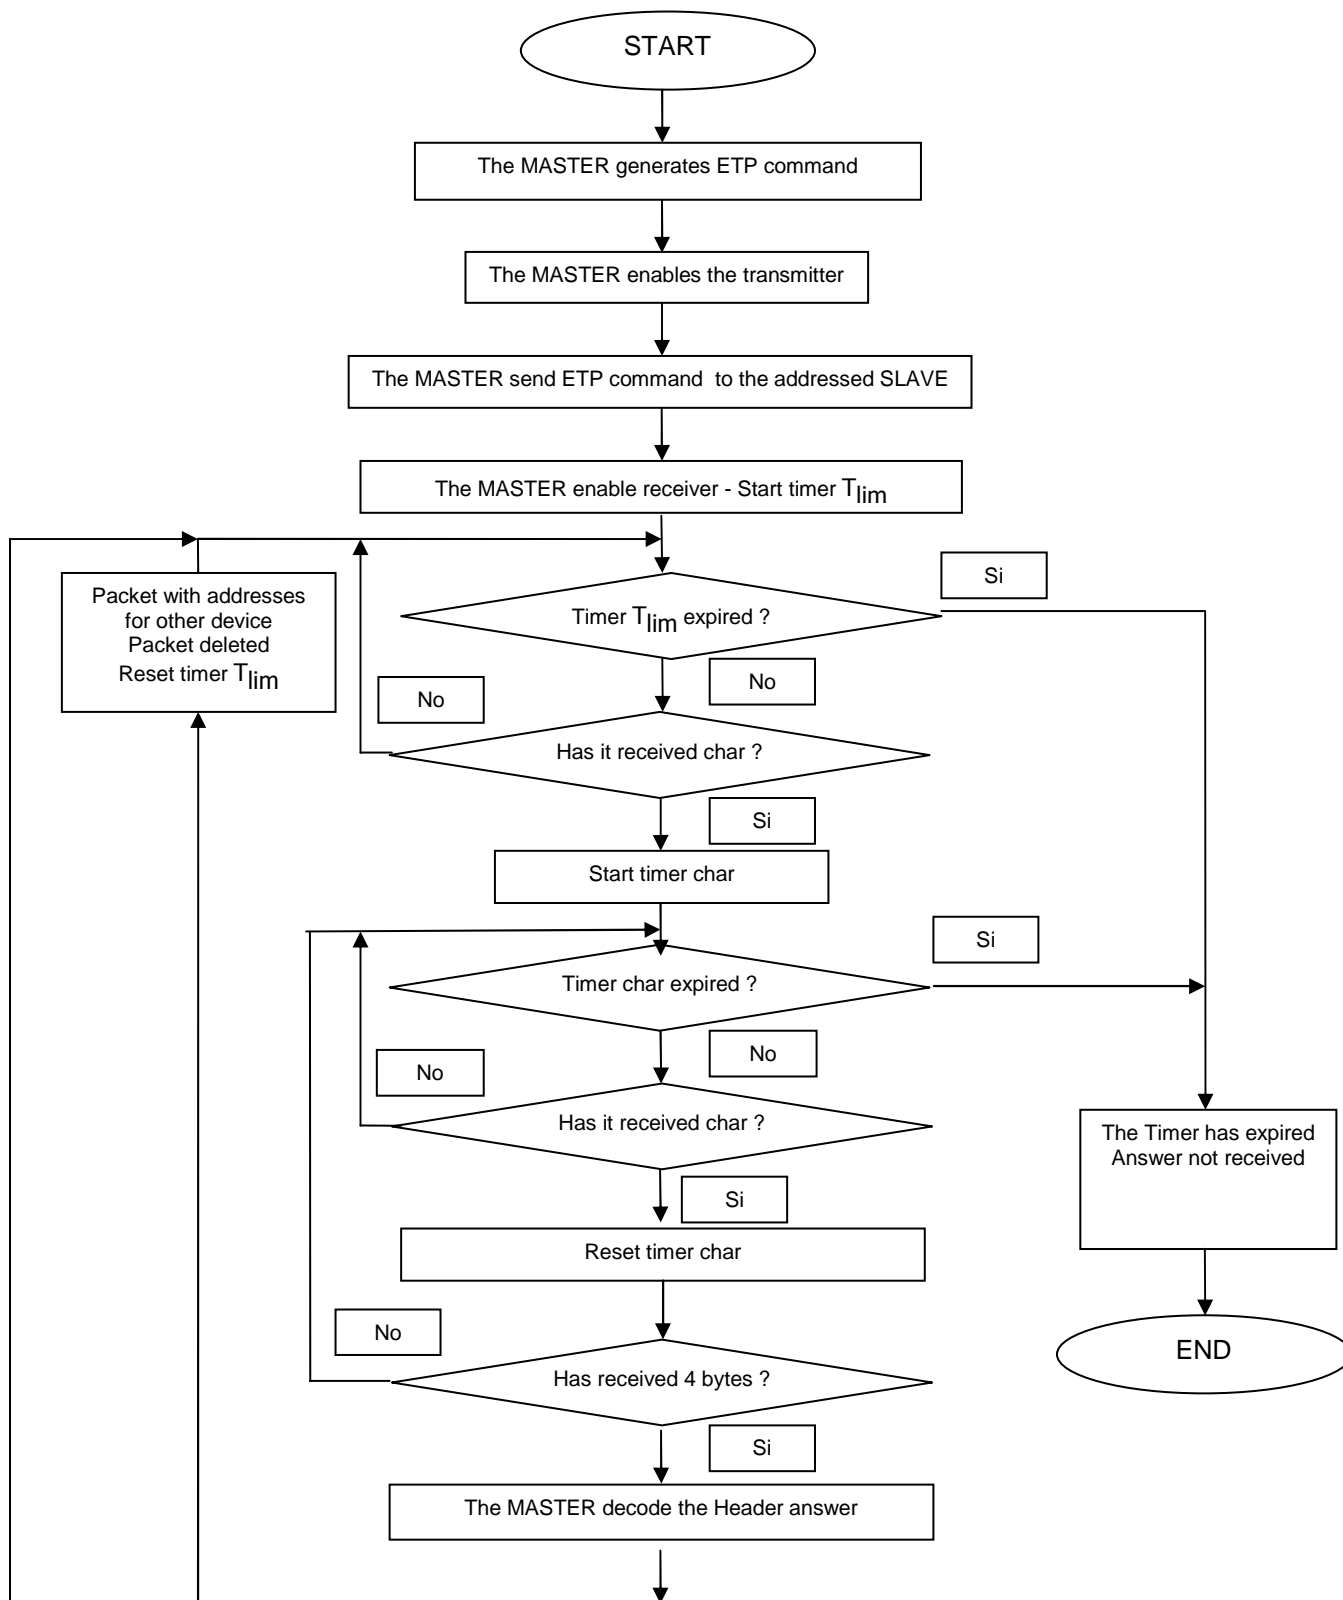 START
The MASTER generates ETP command
The MASTER enables the transmitter
The MASTER send ETP command  to the addressed SLAVE
The MASTER enable receiver - Start timer Tlim
Si
Packet with addresses
for other device
Packet deleted
Reset timer Tlim
Timer Tlim expired ?
No
No
Has it received char ?
Si
Start timer char
Si
Timer char expired ?
No
No
Has it received char ?
The Timer has expired
Answer not received
Si
Reset timer char
No
END
Has received 4 bytes ?
Si
The MASTER decode the Header answer